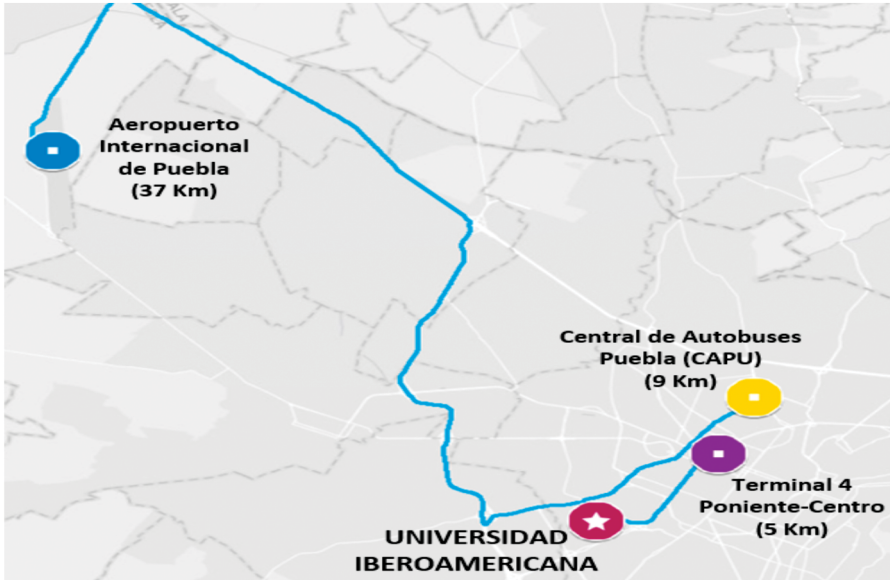 Aeropuerto
Internacional
de Puebla
(37 Km)
Central de Autobuses
Puebla (CAPU)
(9 Km)
Terminal 4
Poniente-Centro
(5 Km)
UNIVERSIDAD
IBEROAMERICANA